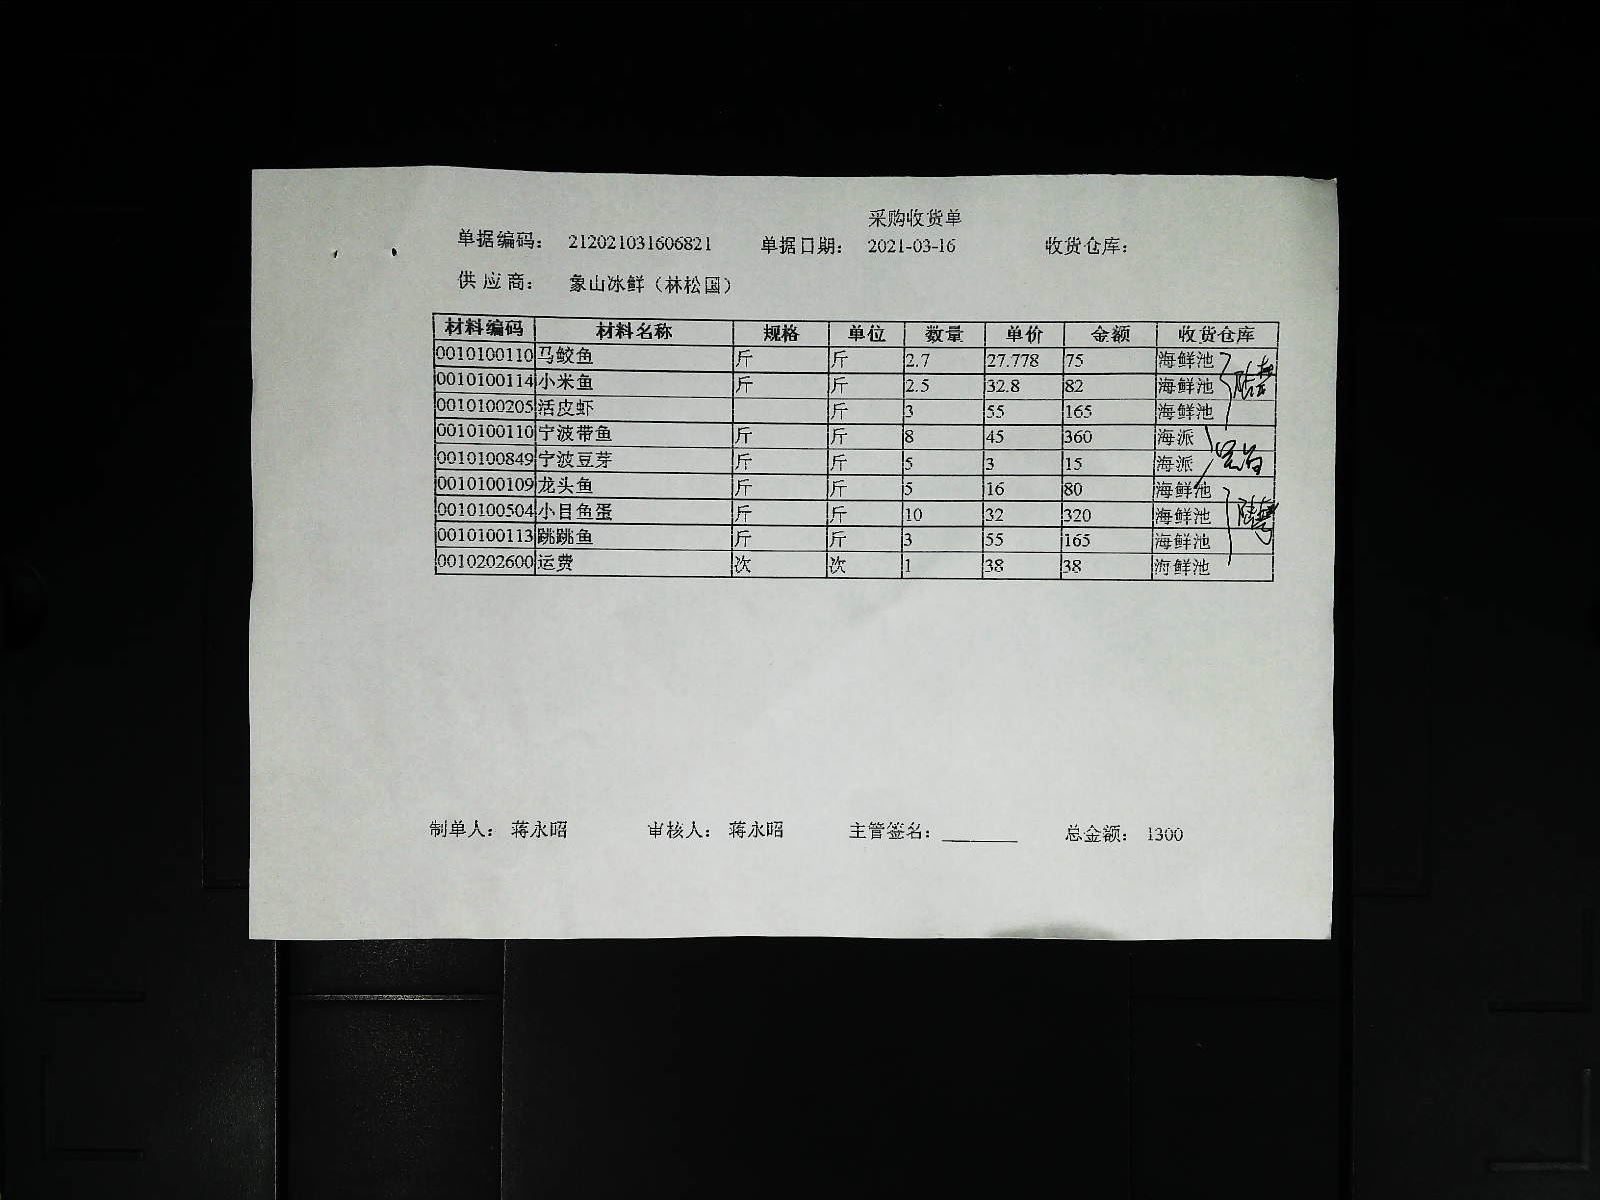 采购收货单
单据编码： 212021031606821 单据日期： 2021-03-16 收货仓库：
供应商： 象山冰鲜（林松国）
材料编码 材料名称 规格 单位 数量 单价 金额 收货仓库
0010100110 马鲛鱼 斤 斤 2.7 27.778 75 海鲜池
0010100114 小米鱼 斤 斤 2.5 32.8 82 海鲜池
0010100205 活皮虾 斤 3 55 165 海鲜池
0010100110 宁波带鱼 斤 斤 8 45 360 海派
0010100849 宁波豆芽 斤 斤 5 3 15 海派
0010100109 龙头鱼 斤 斤 5 16 80 海鲜池
0010100504 小目鱼蛋 斤 斤 10 32 320 海鲜池
0010100113 跳跳鱼 斤 斤 3 55 165 海鲜池
0010202600 运费 次 次 1 38 38 海鲜池
制单人： 蒋永昭 审核人： 蒋永昭 主管签名： 总金额： 1300